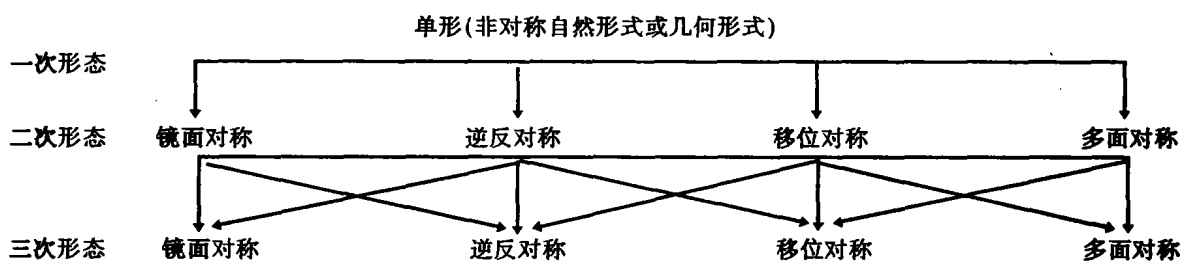 单形(非对称自然形式或几何形式)
一次形态
二次形态 镜面对称 逆反对称 移位对称 多面对称
三次形态 镜面对称 逆反对称 移位对称 多面对称